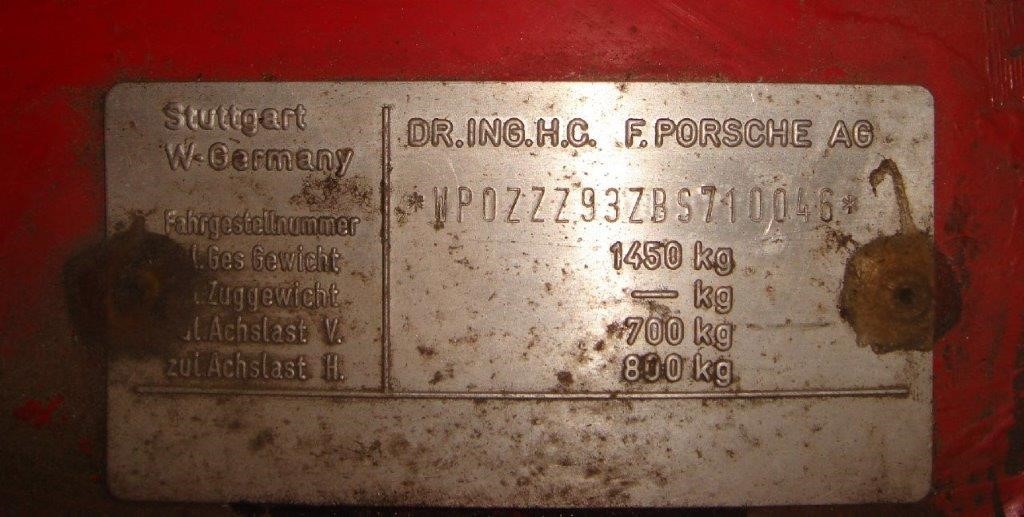 Stuttgart
W-Germany
DR.ING.H.C. F. PORSCHE AG
Fahrgestellnummer *WP0ZZZ93ZBS710046*
Ges Gewicht 1450 kg
Zuggewicht — kg
Achslast V. 700 kg
zul. Achslast H. 800 kg